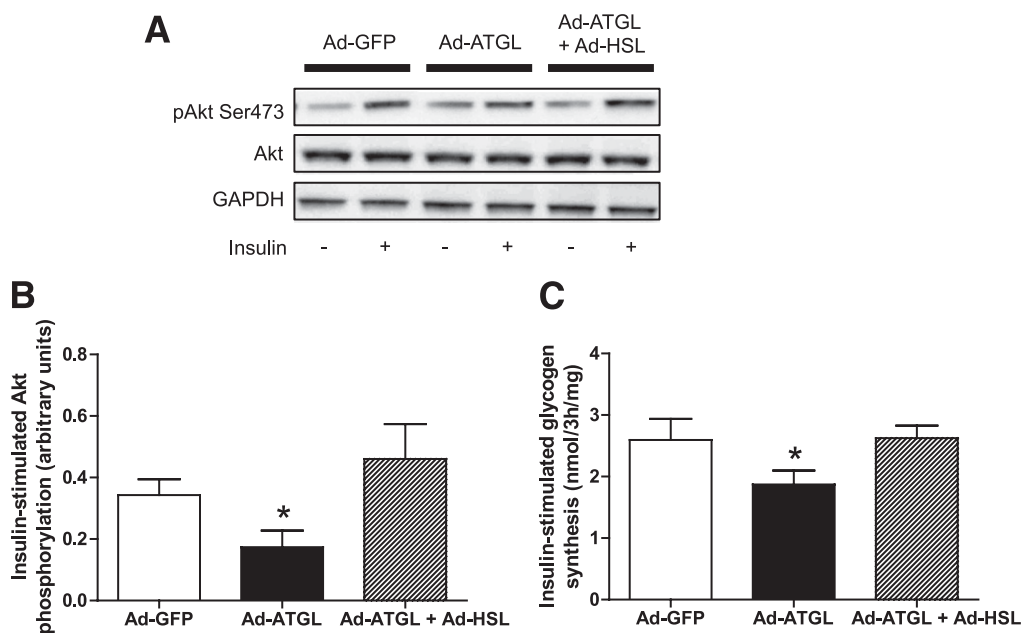 A
Ad-GFP
Ad-ATGL
Ad-ATGL
+ Ad-HSL
pAkt Ser473
Akt
GAPDH
Insulin - + - + - +
B
Insulin-stimulated Akt
phosphorylation (arbitrary units)
0.8
0.6
0.4
0.2
0.0
*
Ad-GFP Ad-ATGL Ad-ATGL + Ad-HSL
C
Insulin-stimulated glycogen
synthesis (nmol/3h/mg)
4
3
2
1
0
*
Ad-GFP Ad-ATGL Ad-ATGL + Ad-HSL